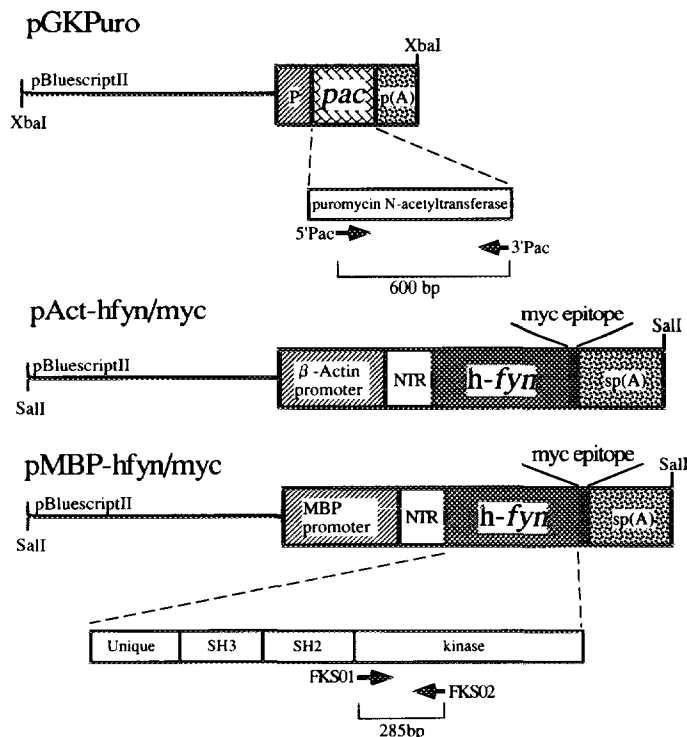 pGKPuro
XbaI
pBluescriptII
P
pac
p(A)
XbaI
puromycin N-acetyltransferase
5'Pac
3'Pac
600 bp
pAct-hfyn/myc
myc epitope
SalI
pBluescriptII
β-Actin
promoter
NTR
h-fyn
sp(A)
SalI
pMBP-hfyn/myc
myc epitope
SalI
pBluescriptII
MBP
promoter
NTR
h-fyn
sp(A)
SalI
Unique
SH3
SH2
kinase
FKS01
FKS02
285bp